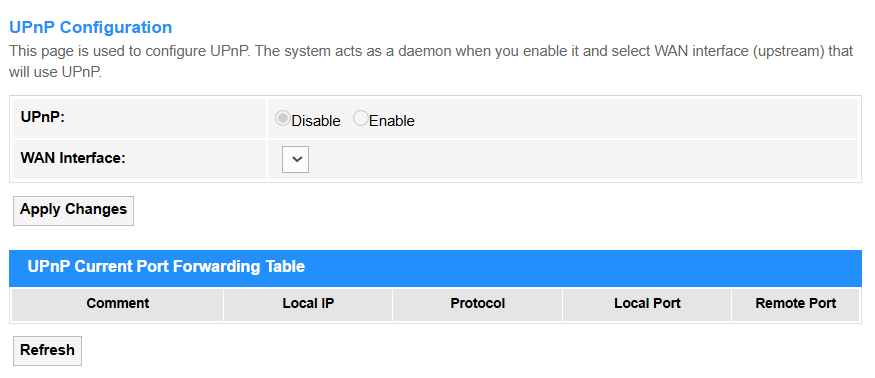 UPnP Configuration
This page is used to configure UPnP. The system acts as a daemon when you enable it and select WAN interface (upstream) that
will use UPnP.
UPnP: Disable Enable
WAN Interface:
Apply Changes
UPnP Current Port Forwarding Table
Comment Local IP Protocol Local Port Remote Port
Refresh